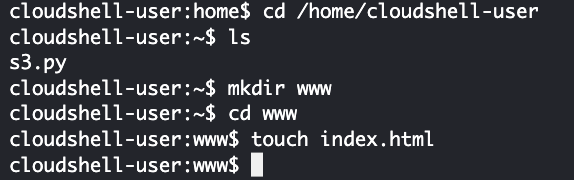 cloudshell-user:home$ cd /home/cloudshell-user
cloudshell-user:~$ ls
s3.py
cloudshell-user:~$ mkdir www
cloudshell-user:~$ cd www
cloudshell-user:www$ touch index.html
cloudshell-user:www$